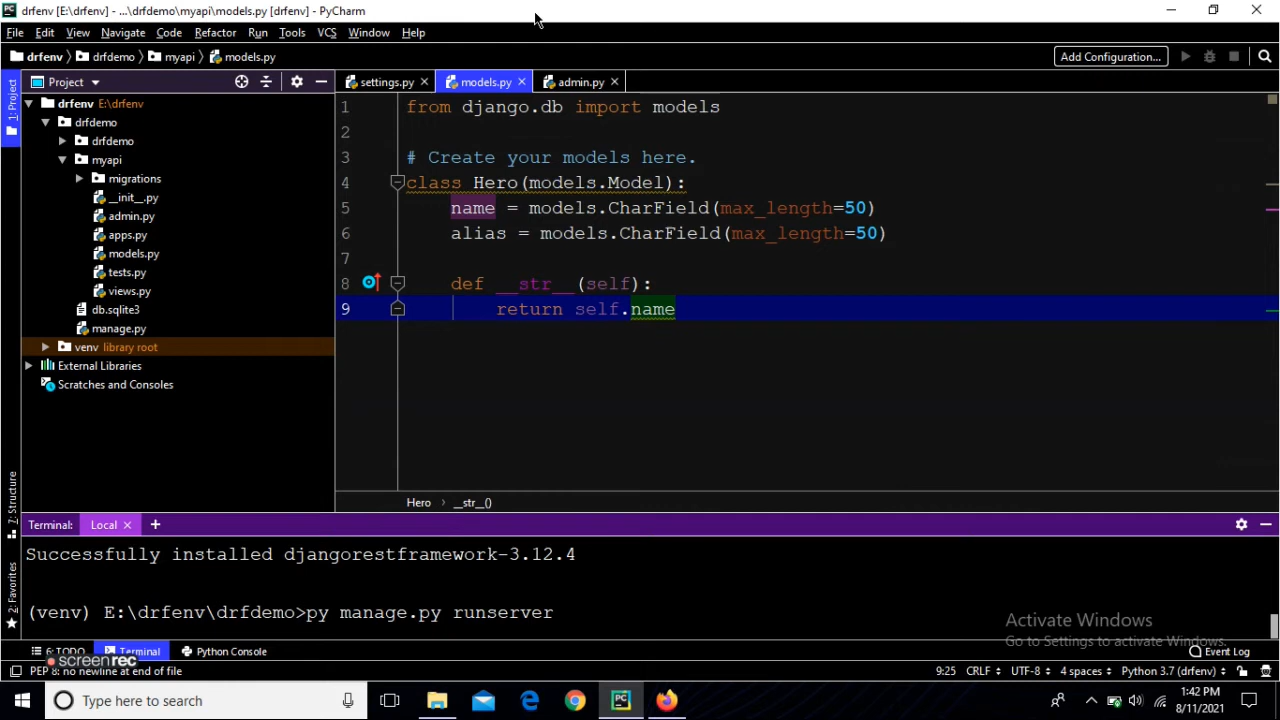 drfenv [E:\drfenv] - ...\drfdemo\myapi\models.py [drfenv] - PyCharm
File Edit View Navigate Code Refactor Run Tools VCS Window Help
drfenv drfdemo myapi models.py Add Configuration...
Project settings.py models.py admin.py
1: Project
drfenv E:\drfenv
drfdemo
drfdemo
myapi
migrations
__init__.py
admin.py
apps.py
models.py
tests.py
views.py
db.sqlite3
manage.py
venv library root
External Libraries
Scratches and Consoles
1 from django.db import models
2
3 # Create your models here.
4 class Hero(models.Model):
5 name = models.CharField(max_length=50)
6 alias = models.CharField(max_length=50)
7
8 def __str__(self):
9 return self.name
Hero › __str__()
Z: Structure
2: Favorites
Terminal: Local +
Successfully installed djangorestframework-3.12.4
(venv) E:\drfenv\drfdemo>py manage.py runserver
Activate Windows
Go to Settings to activate Windows.
6: TODO Terminal Python Console Event Log
screenrec
PEP 8: no newline at end of file 9:25 CRLF UTF-8 4 spaces Python 3.7 (drfenv)
Type here to search
1:42 PM
8/11/2021